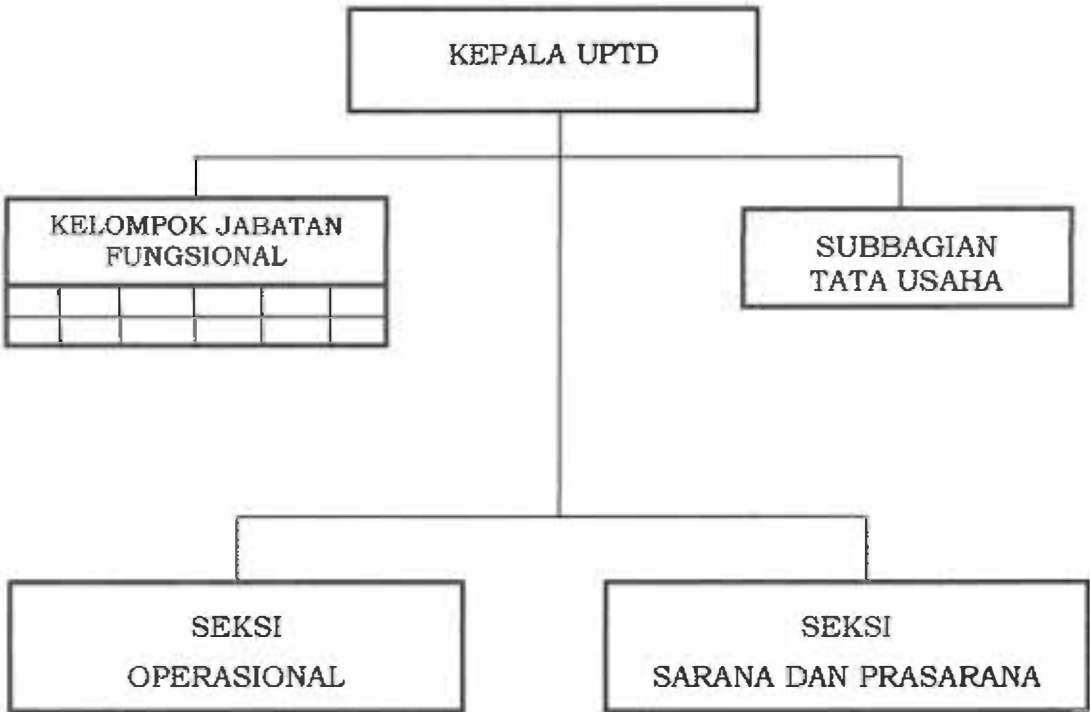 KEPALA UPTD
KELOMPOK JABATAN
FUNGSIONAL
SUBBAGIAN
TATA USAHA
SEKSI
OPERASIONAL
SEKSI
SARANA DAN PRASARANA